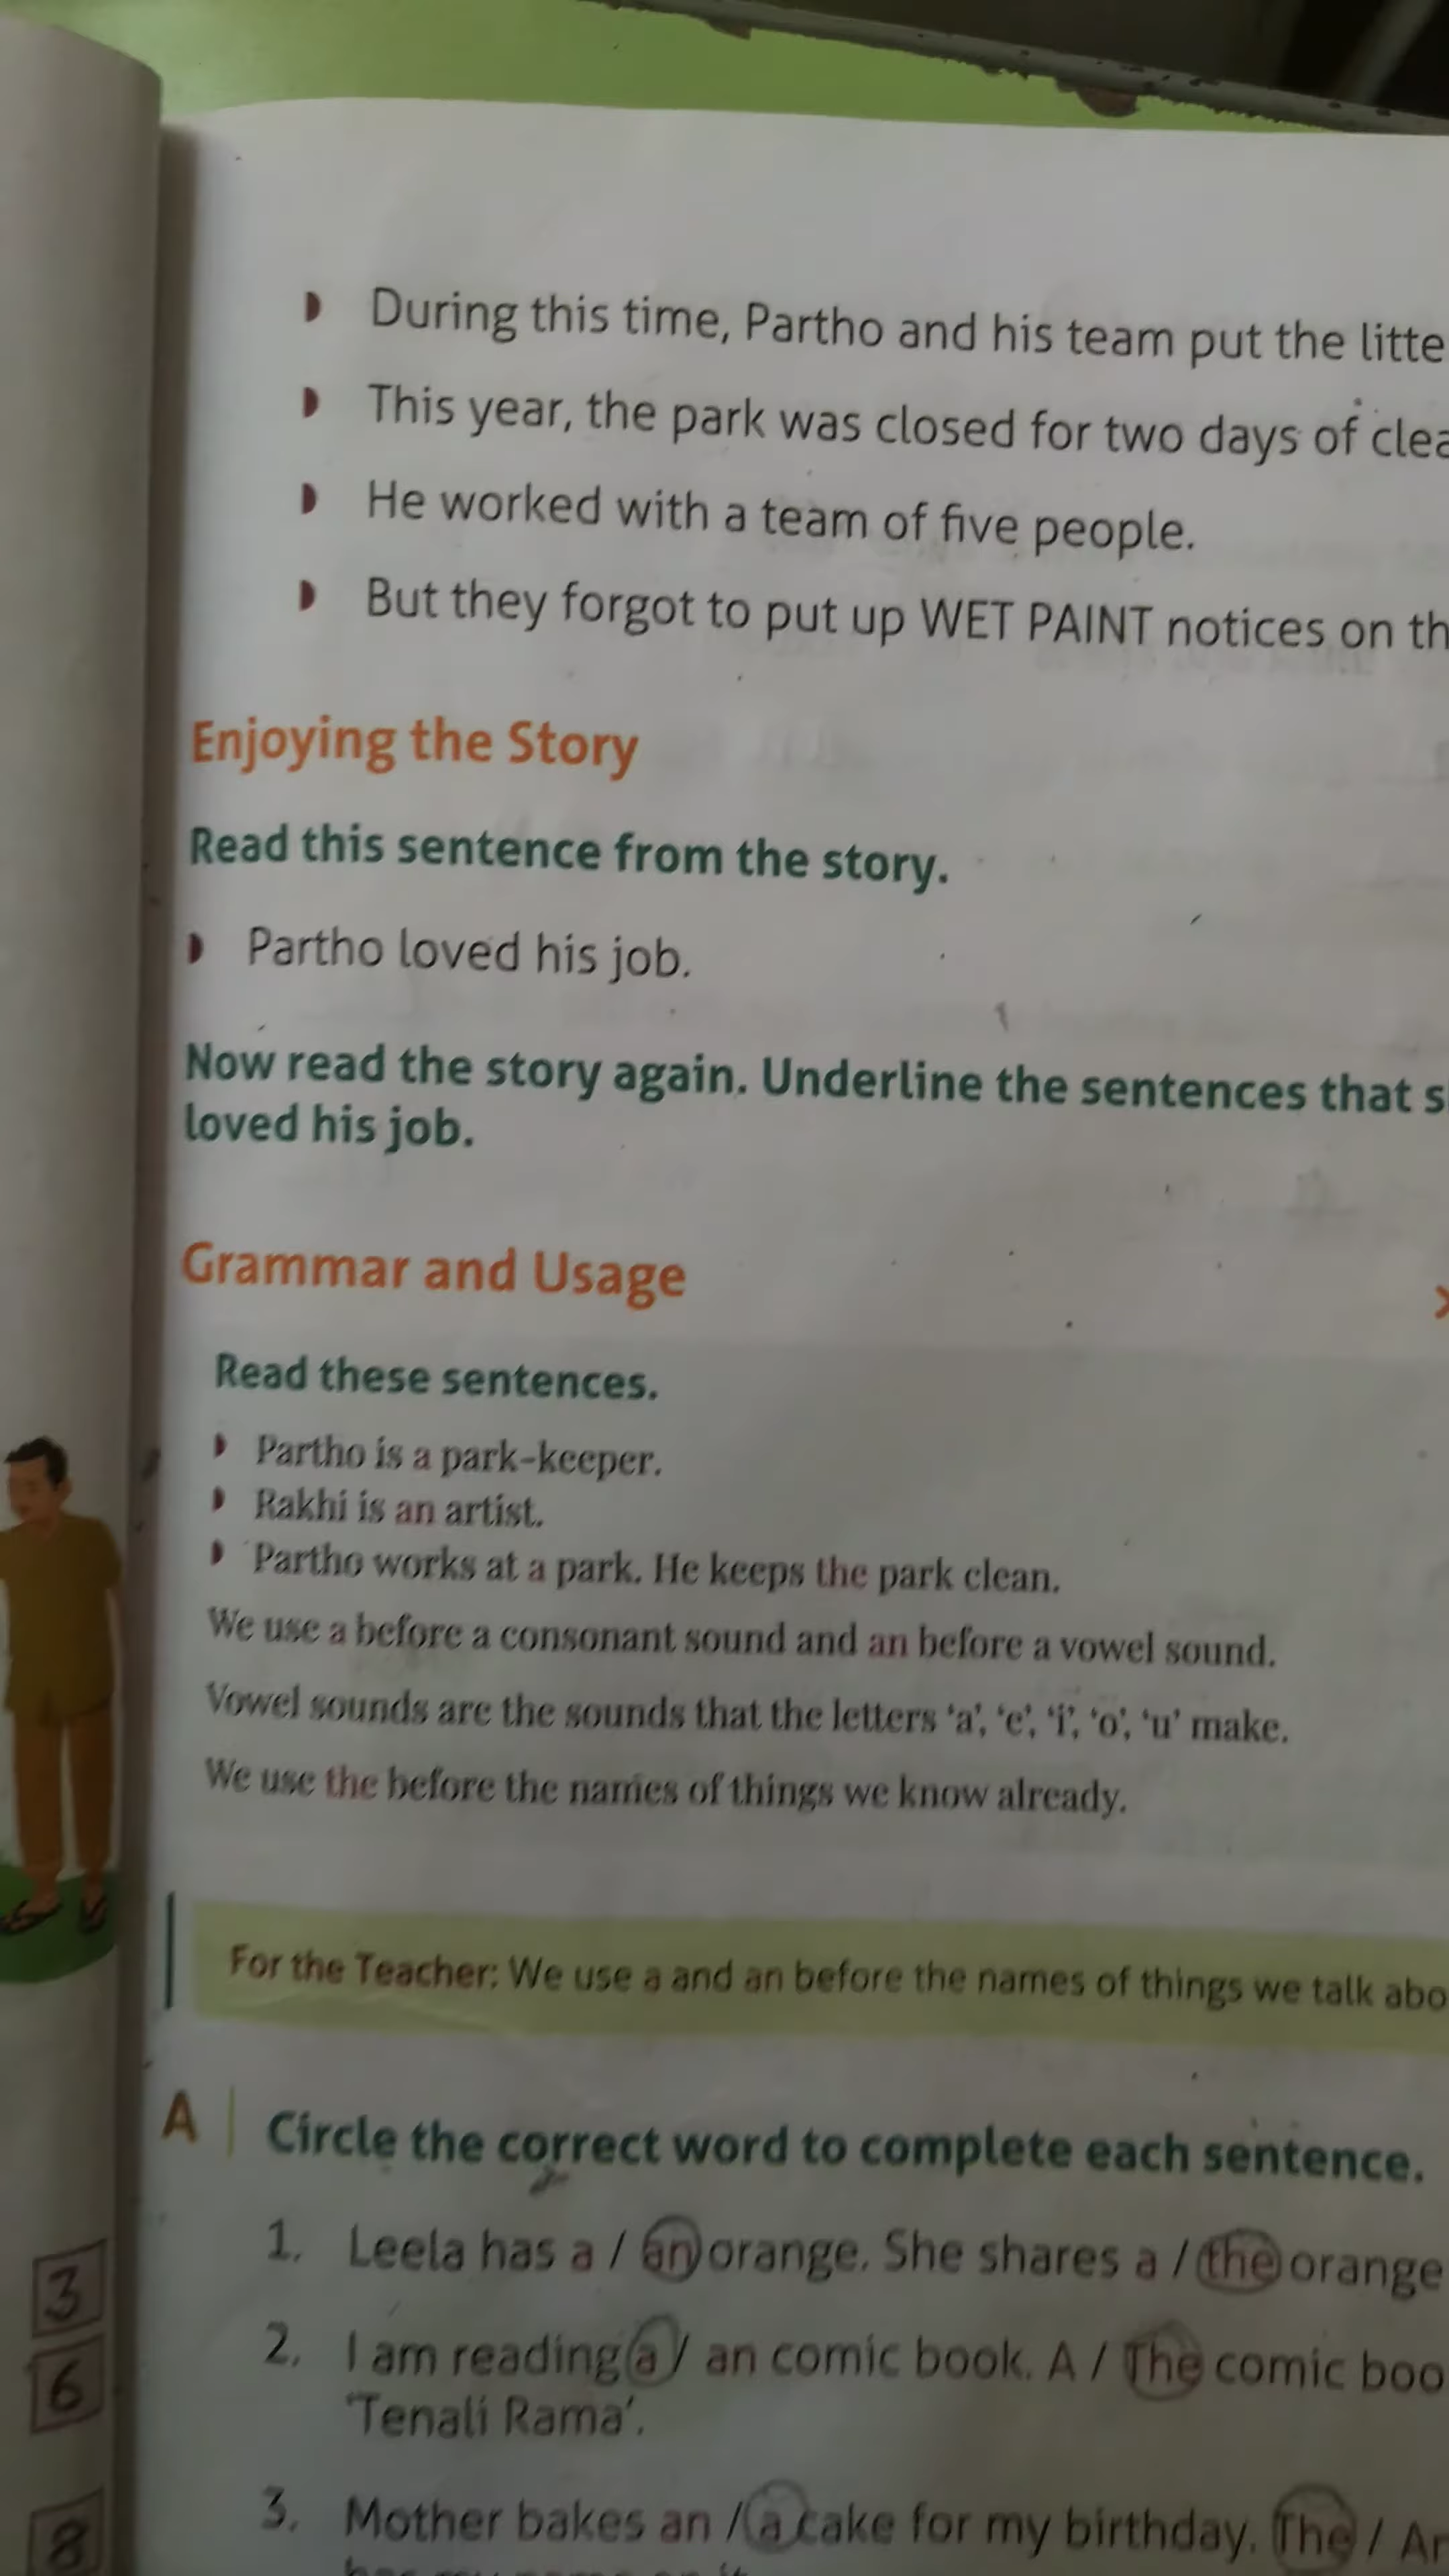 During this time, Partho and his team put the litte
This year, the park was closed for two days of clea
He worked with a team of five people.
But they forgot to put up WET PAINT notices on th
Enjoying the Story
Read this sentence from the story.
Partho loved his job.
Now read the story again. Underline the sentences that s
loved his job.
Grammar and Usage
Read these sentences.
Partho is a park-keeper.
Rakhi is an artist.
Partho works at a park. He keeps the park clean.
We use a before a consonant sound and an before a vowel sound.
Vowel sounds are the sounds that the letters ‘a’, ‘e’, ‘i’, ‘o’, ‘u’ make.
We use the before the names of things we know already.
For the Teacher: We use a and an before the names of things we talk abo
A Circle the correct word to complete each sentence.
1. Leela has a / an orange. She shares a / the orange
3
2. I am reading a / an comic book. A / The comic boo
6
‘Tenali Rama’.
3. Mother bakes an / a cake for my birthday. The / An
8